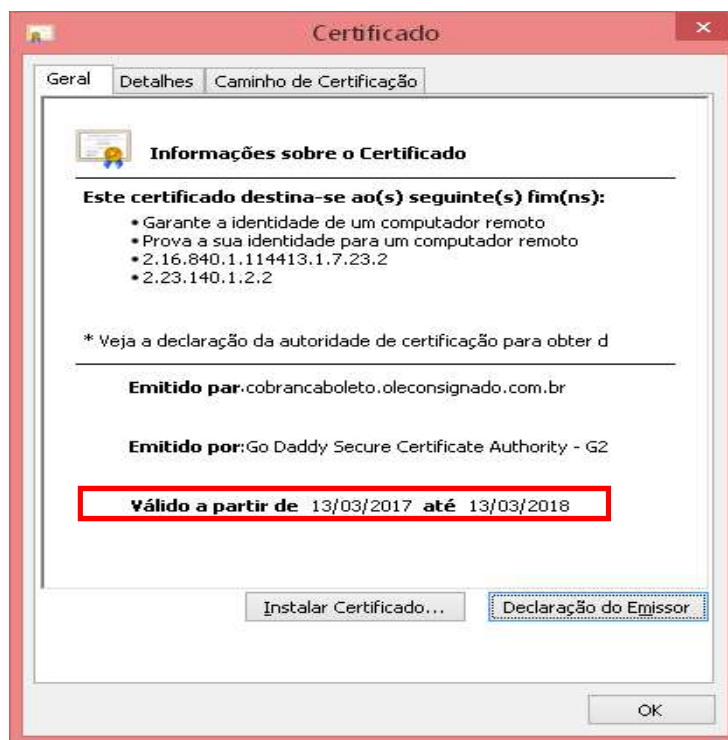 Certificado
Geral Detalhes Caminho de Certificação
Informações sobre o Certificado
Este certificado destina-se ao(s) seguinte(s) fim(ns):
• Garante a identidade de um computador remoto
• Prova a sua identidade para um computador remoto
• 2.16.840.1.114413.1.7.23.2
• 2.23.140.1.2.2
* Veja a declaração da autoridade de certificação para obter d
Emitido par cobrancaboleto.oleconsignado.com.br
Emitido por: Go Daddy Secure Certificate Authority - G2
Válido a partir de 13/03/2017 até 13/03/2018
Instalar Certificado... Declaração do Emissor
OK